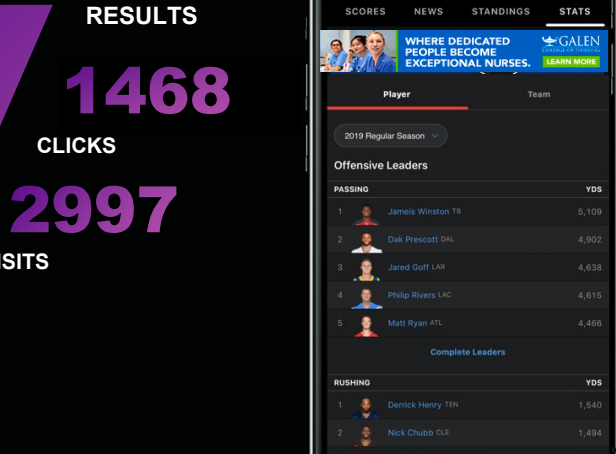 RESULTS
1468
CLICKS
2997
SITS
SCORES NEWS STANDINGS STATS
WHERE DEDICATED
PEOPLE BECOME
EXCEPTIONAL NURSES.
GALEN
COLLEGE OF NURSING
LEARN MORE
Player Team
2019 Regular Season
Offensive Leaders
PASSING YDS
1 Jameis Winston TB 5,109
2 Dak Prescott DAL 4,902
3 Jared Goff LAR 4,638
4 Philip Rivers LAC 4,615
5 Matt Ryan ATL 4,466
Complete Leaders
RUSHING YDS
1 Derrick Henry TEN 1,540
2 Nick Chubb CLE 1,494